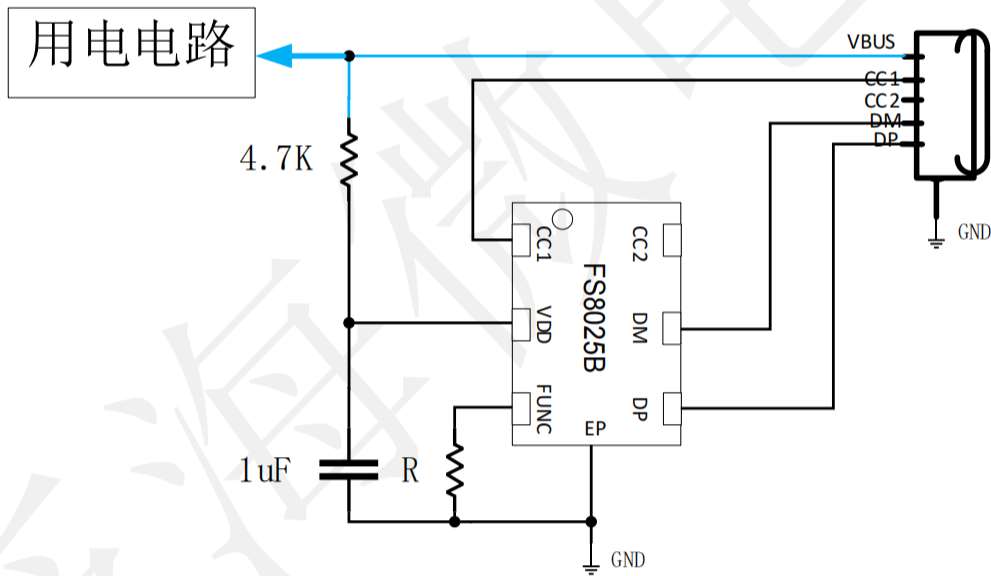 用电电路
VBUS
CC1
CC2
DM
DP
GND
4.7K
CC1
VDD
FUNC
FS8025B
CC2
DM
DP
EP
1uF
R
GND